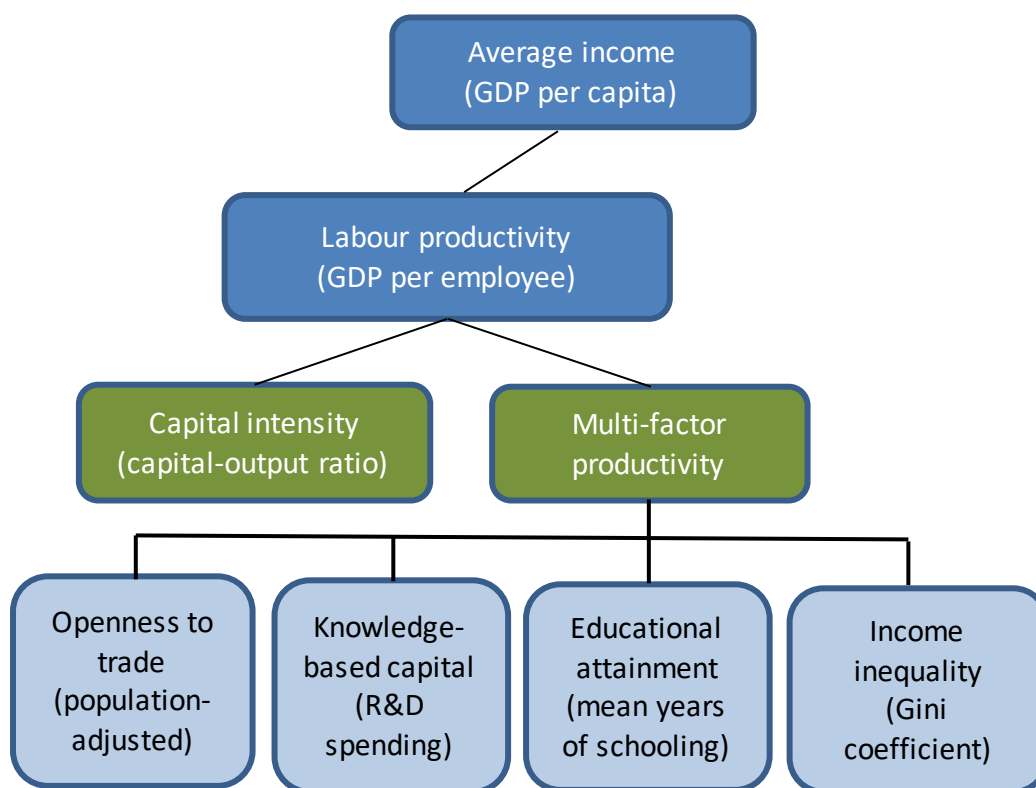 Average income
(GDP per capita)
Labour productivity
(GDP per employee)
Capital intensity
(capital-output ratio)
Multi-factor
productivity
Openness to
trade
(population-
adjusted)
Knowledge-
based capital
(R&D
spending)
Educational
attainment
(mean years
of schooling)
Income
inequality
(Gini
coefficient)